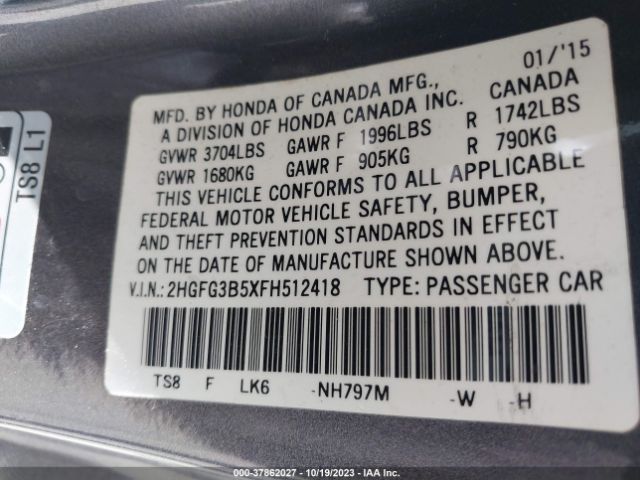 01/'15
MFD. BY HONDA OF CANADA MFG., CANADA
A DIVISION OF HONDA CANADA INC.
GVWR 3704LBS GAWR F 1996LBS R 1742LBS
GVWR 1680KG GAWR F 905KG R 790KG
THIS VEHICLE CONFORMS TO ALL APPLICABLE
FEDERAL MOTOR VEHICLE SAFETY, BUMPER,
AND THEFT PREVENTION STANDARDS IN EFFECT
ON THE DATE OF MANUFACTURE SHOWN ABOVE.
V.I.N.: 2HGFG3B5XFH512418 TYPE: PASSENGER CAR
TS8 F LK6 -NH797M -W -H
TS8 L1
000-37862027 - 10/19/2023 - IAA Inc.